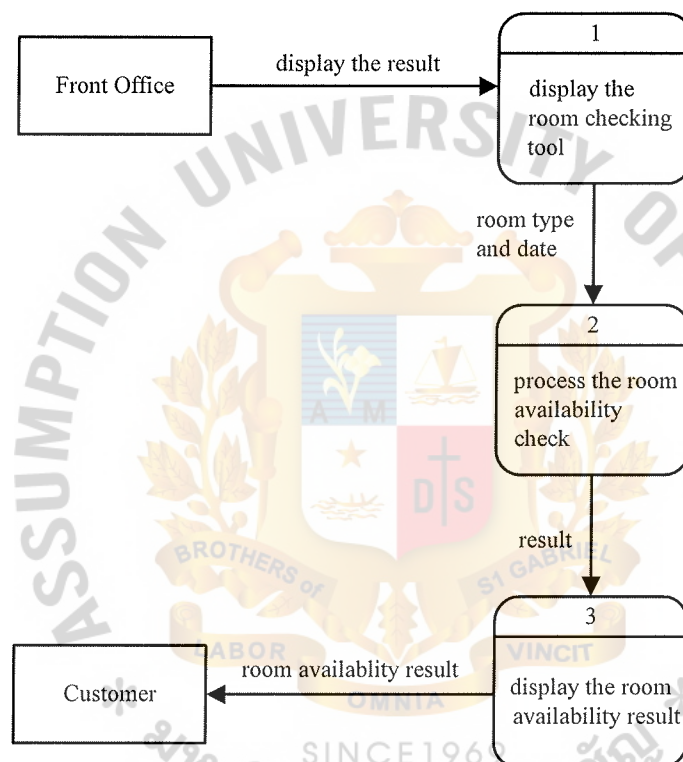 1
Front Office
display the result
display the
room checking
tool
room type
and date
2
process the room
availability
check
result
3
Customer
room availablity result
display the room
availability result
ASSUMPTION UNIVERSITY OF
A M
D S
BROTHERS of
S1 GABRIEL
LABOR
VINCIT
OMNIA
SINCE1969